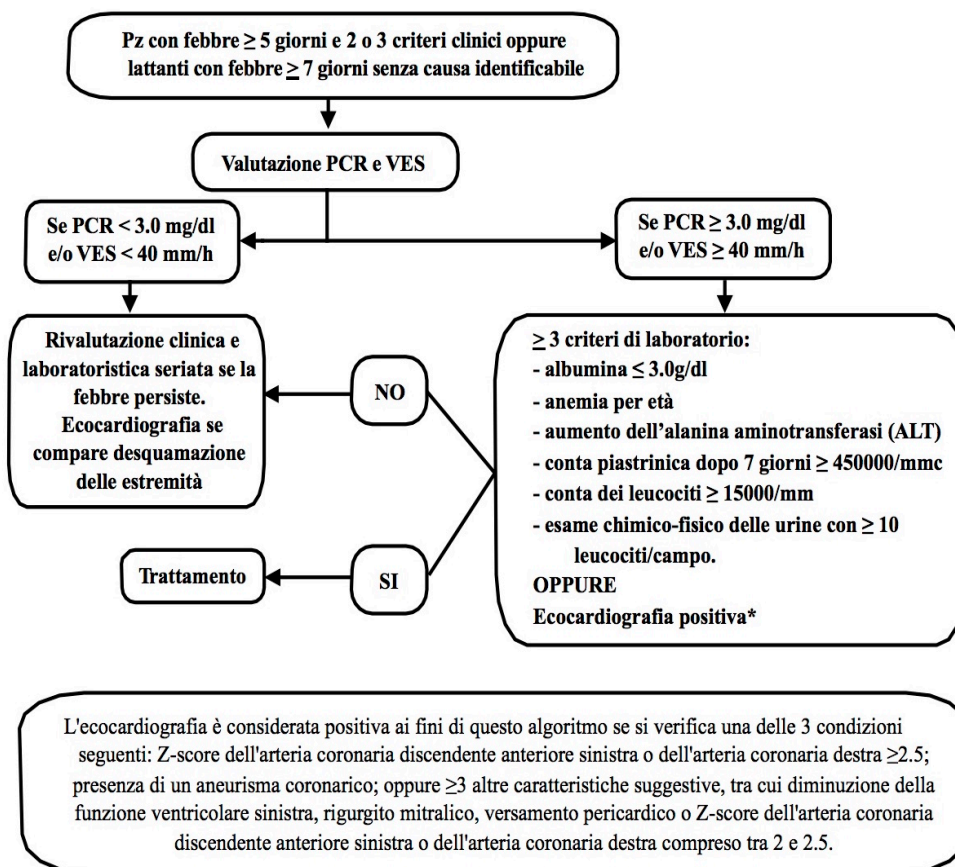 Pz con febbre ≥ 5 giorni e 2 o 3 criteri clinici oppure
lattanti con febbre ≥ 7 giorni senza causa identificabile
Valutazione PCR e VES
Se PCR < 3.0 mg/dl
e/o VES < 40 mm/h
Se PCR ≥ 3.0 mg/dl
e/o VES ≥ 40 mm/h
Rivalutazione clinica e
laboratoristica seriata se la
febbre persiste.
Ecocardiografia se
compare desquamazione
delle estremità
NO
SI
Trattamento
≥ 3 criteri di laboratorio:
- albumina ≤ 3.0g/dl
- anemia per età
- aumento dell'alanina aminotransferasi (ALT)
- conta piastrinica dopo 7 giorni ≥ 450000/mmc
- conta dei leucociti ≥ 15000/mm
- esame chimico-fisico delle urine con ≥ 10
leucociti/campo.
OPPURE
Ecocardiografia positiva*
L'ecocardiografia è considerata positiva ai fini di questo algoritmo se si verifica una delle 3 condizioni
seguenti: Z-score dell'arteria coronaria discendente anteriore sinistra o dell'arteria coronaria destra ≥2.5;
presenza di un aneurisma coronarico; oppure ≥3 altre caratteristiche suggestive, tra cui diminuzione della
funzione ventricolare sinistra, rigurgito mitralico, versamento pericardico o Z-score dell'arteria coronaria
discendente anteriore sinistra o dell'arteria coronaria destra compreso tra 2 e 2.5.